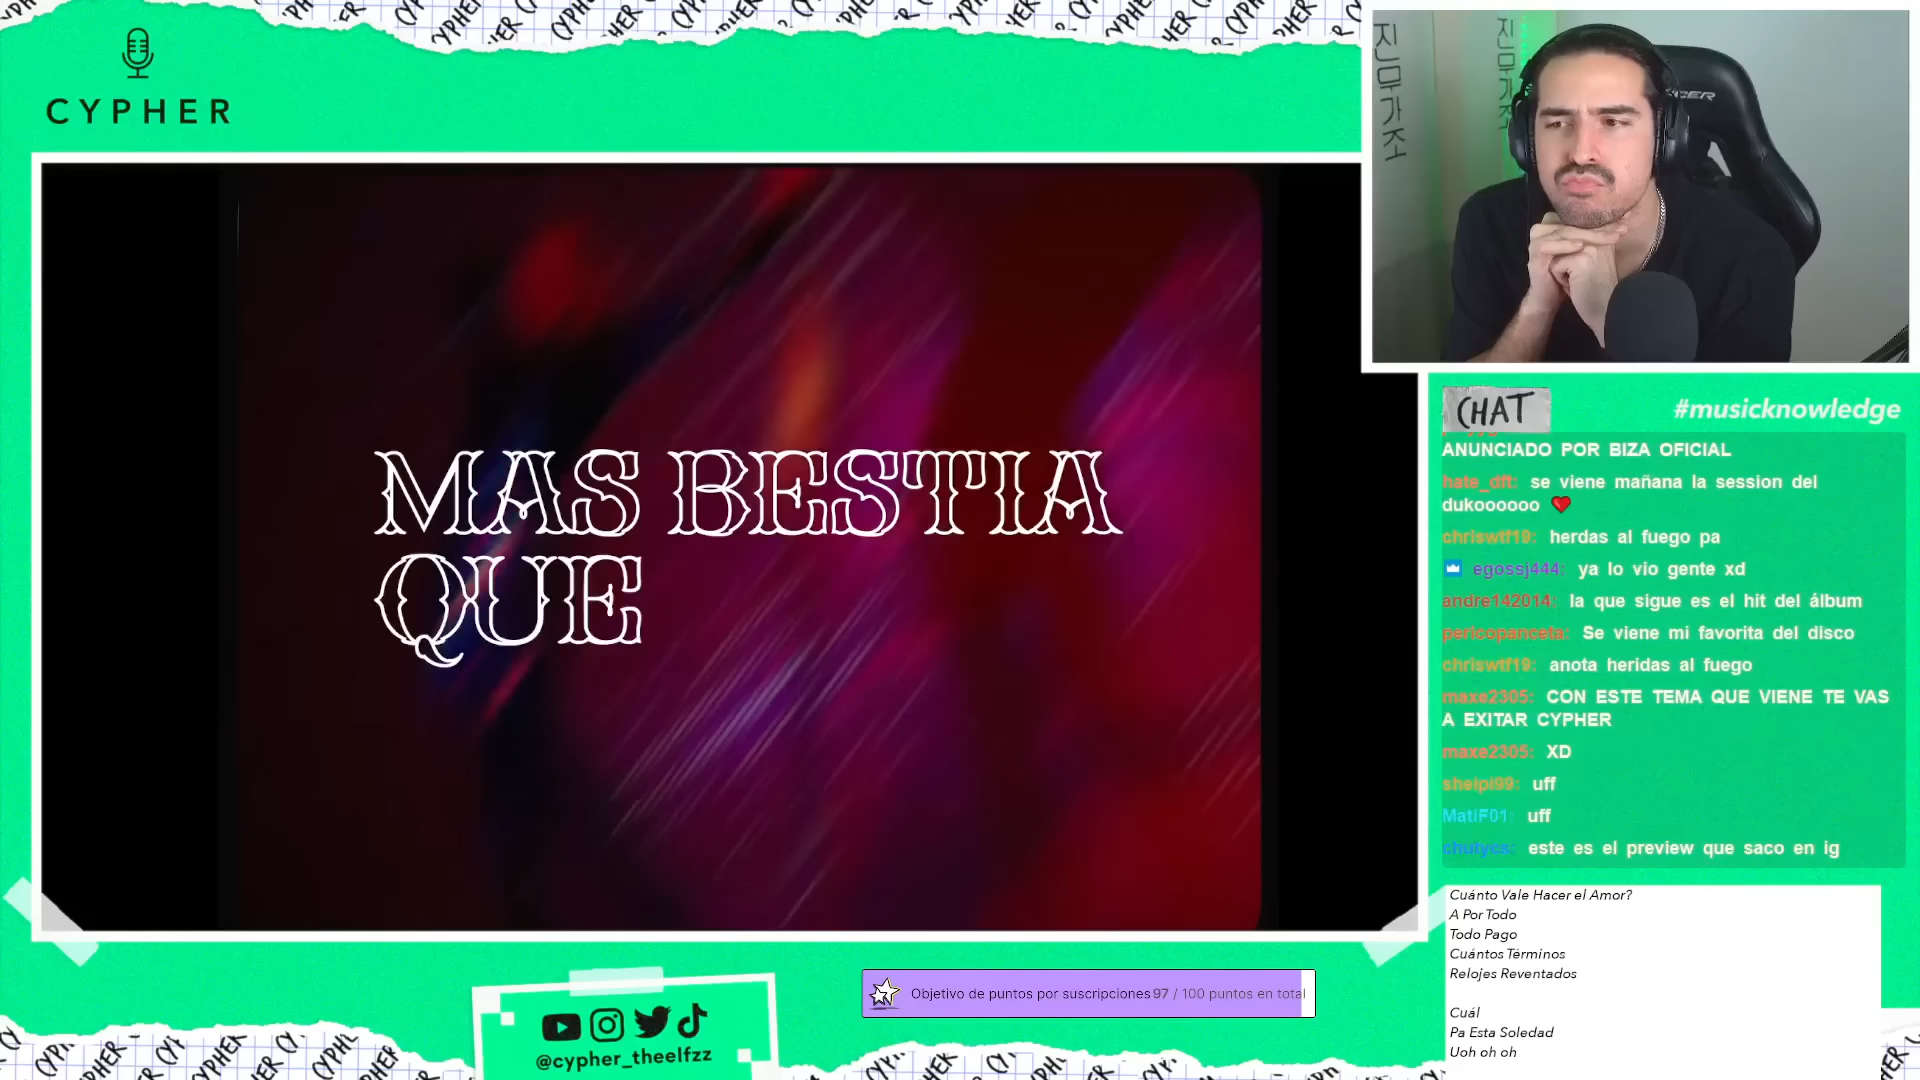 CYPHER
MAS BESTIA
QUE
CHAT
#musicknowledge
ANUNCIADO POR BIZA OFICIAL
hate_dft: se viene mañana la session del
dukoooooo
chriswtf19: herdas al fuego pa
egossj444: ya lo vio gente xd
andre142014: la que sigue es el hit del álbum
pericopanceta: Se viene mi favorita del disco
chriswtf19: anota heridas al fuego
maxe2305: CON ESTE TEMA QUE VIENE TE VAS
A EXITAR CYPHER
maxe2305: XD
sheipl99: uff
MatiF01 uff
chutyes: este es el preview que saco en ig
Cuánto Vale Hacer el Amor?
A Por Todo
Todo Pago
Cuántos Términos
Relojes Reventados
Cuál
Pa Esta Soledad
Uoh oh oh
Objetivo de puntos por suscripciones 97 / 100 puntos en total
@cypher_theelfzz